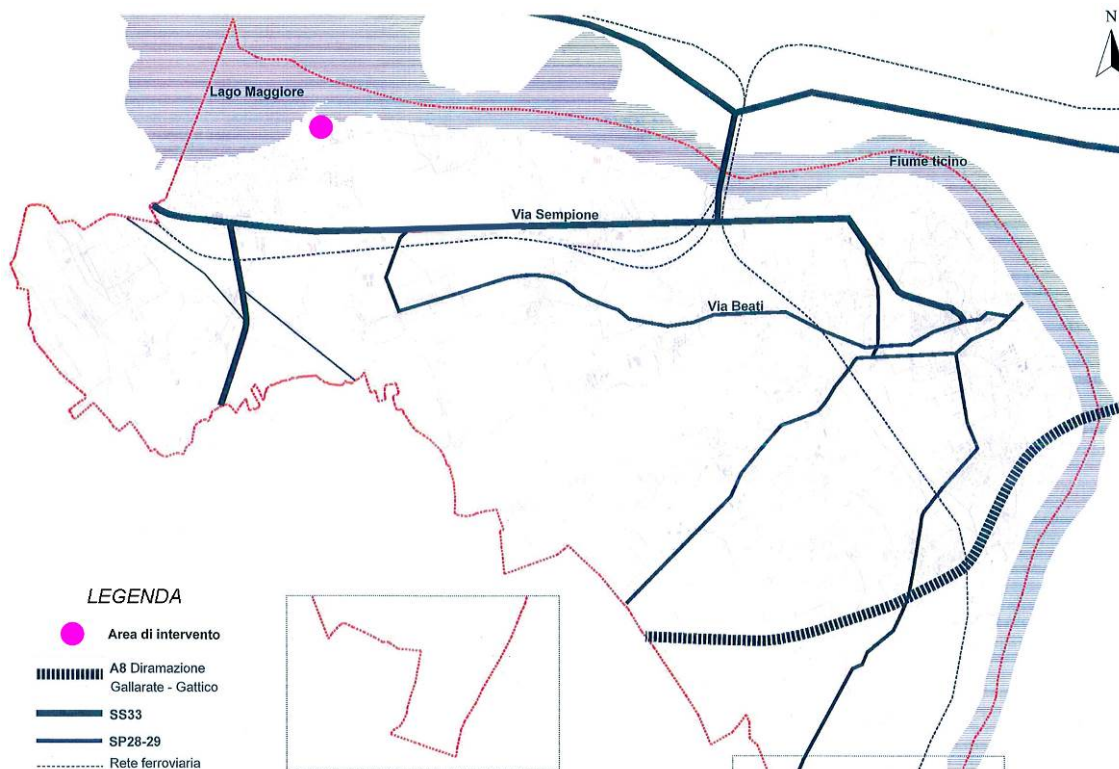 N
Lago Maggiore
Fiume ticino
Via Sempione
Via Beati
LEGENDA
Area di intervento
A8 Diramazione
Gallarate - Gattico
SS33
SP28-29
Rete ferroviaria